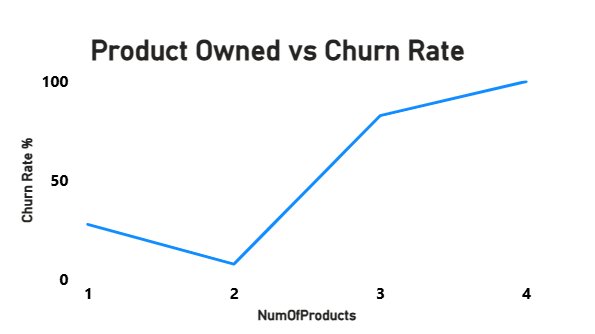 Product Owned vs Churn Rate
100
50
0
Churn Rate %
1 2 3 4
NumOfProducts